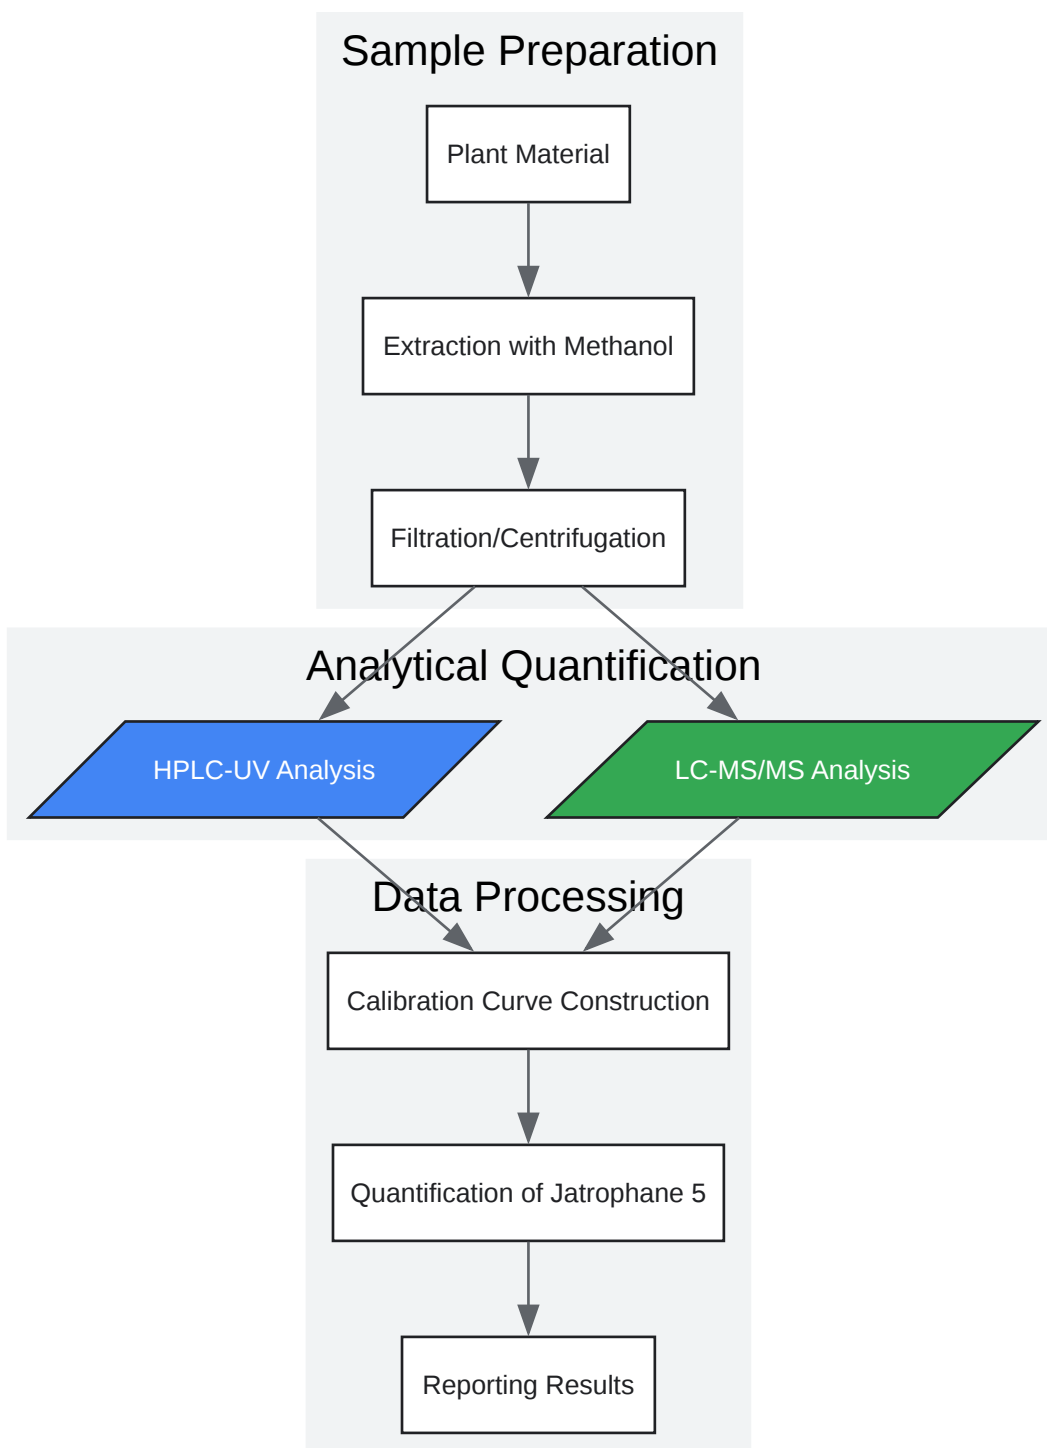 Sample Preparation
Plant Material
Extraction with Methanol
Filtration/Centrifugation
Analytical Quantification
HPLC-UV Analysis
LC-MS/MS Analysis
Data Processing
Calibration Curve Construction
Quantification of Jatrophane 5
Reporting Results